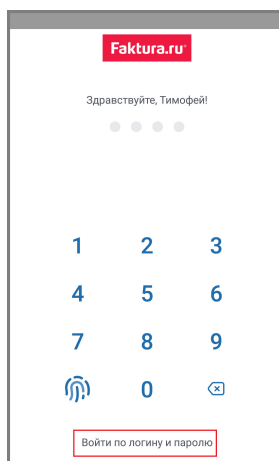 Faktura.ru
Здравствуйте, Тимофей!
1 2 3
4 5 6
7 8 9
0
Войти по логину и паролю